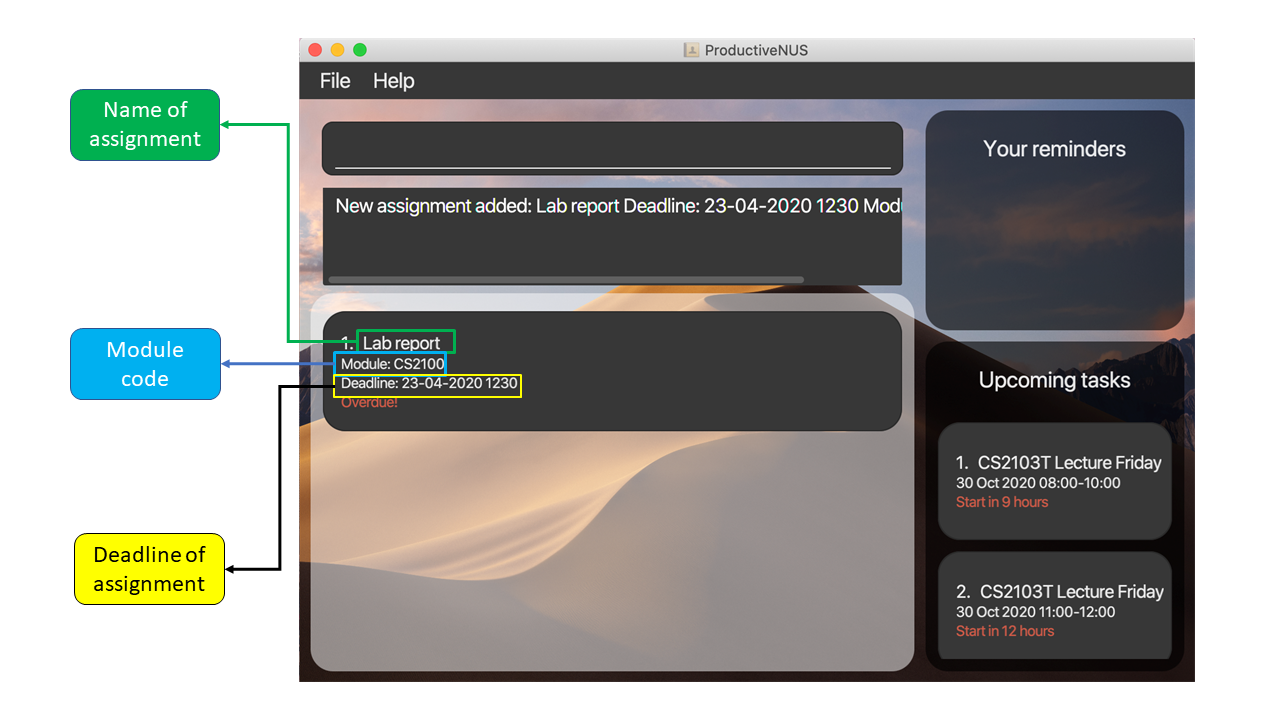 ProductiveNUS
File Help
Name of
assignment
Your reminders
New assignment added: Lab report Deadline: 23-04-2020 1230
1. Lab report
Module: CS2100
Deadline: 23-04-2020 1230
Overdue!
Module
code
Deadline of
assignment
Upcoming tasks
1. CS2103T Lecture Friday
30 Oct 2020 08:00-10:00
Start in 9 hours
2. CS2103T Lecture Friday
30 Oct 2020 11:00-12:00
Start in 12 hours